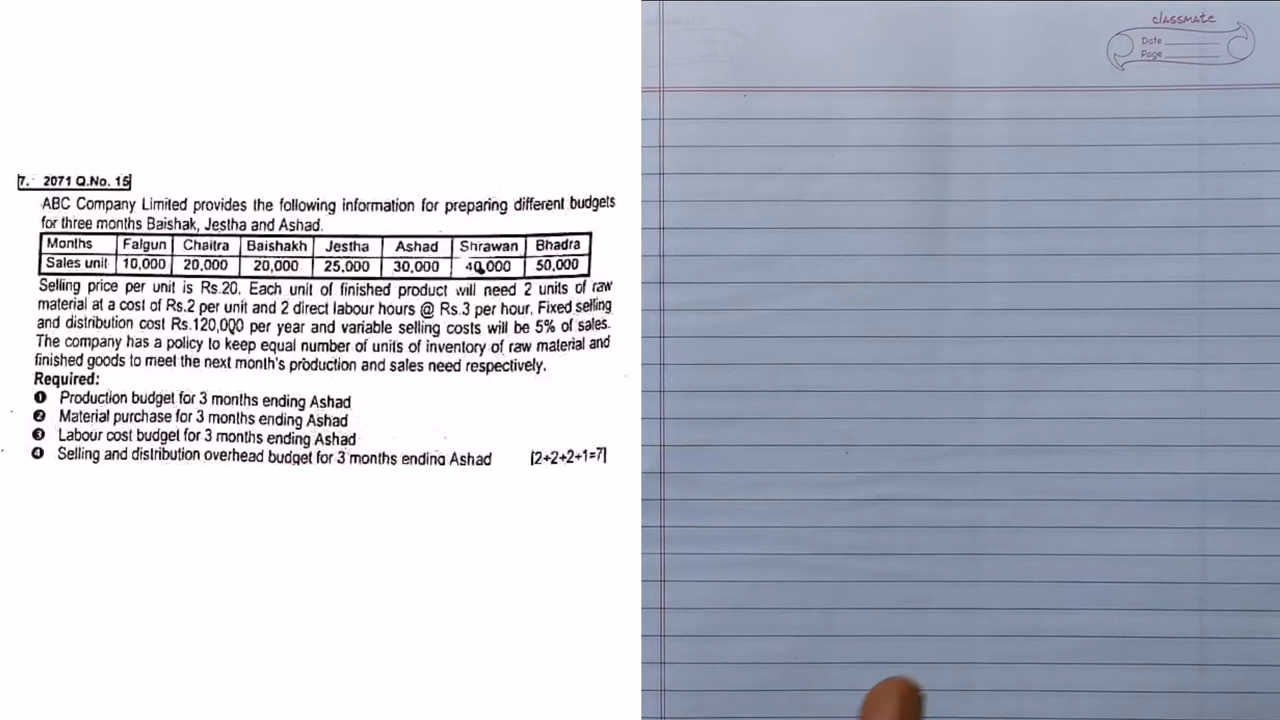 7. 2071 Q.No. 15
ABC Company Limited provides the following information for preparing different budgets
for three months Baishak, Jestha and Ashad.
Months Falgun Chaitra Baishakh Jestha Ashad Shrawan Bhadra
Sales unit 10,000 20,000 20,000 25,000 30,000 40,000 50,000
Selling price per unit is Rs.20. Each unit of finished product will need 2 units of raw
material at a cost of Rs.2 per unit and 2 direct labour hours @ Rs.3 per hour. Fixed selling
and distribution cost Rs.120,000 per year and variable selling costs will be 5% of sales.
The company has a policy to keep equal number of units of inventory of raw material and
finished goods to meet the next month's production and sales need respectively.
Required:
❶ Production budget for 3 months ending Ashad
❷ Material purchase for 3 months ending Ashad
❸ Labour cost budget for 3 months ending Ashad
❹ Selling and distribution overhead budget for 3 months ending Ashad [2+2+2+1=7]
classmate
Date
Page